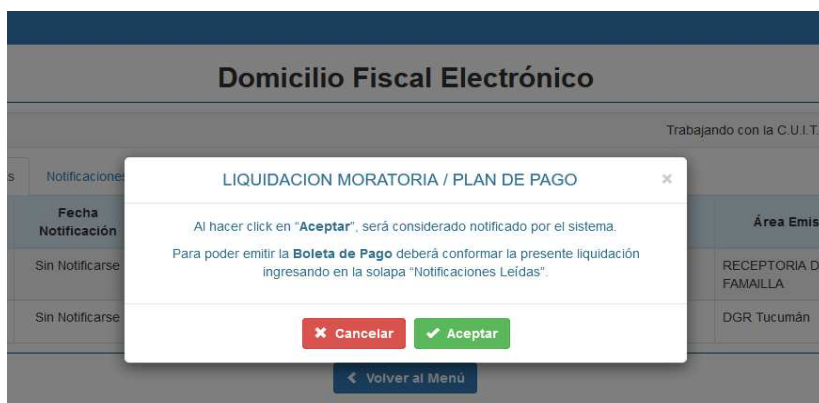 Domicilio Fiscal Electrónico
Trabajando con la C.U.I.T.
Notificaciones
LIQUIDACION MORATORIA / PLAN DE PAGO ×
Fecha
Notificación
Área Emis
Al hacer click en "Aceptar", será considerado notificado por el sistema.
Para poder emitir la Boleta de Pago deberá conformar la presente liquidación
ingresando en la solapa "Notificaciones Leídas".
Sin Notificarse
RECEPTORIA D
FAMAILLA
Sin Notificarse
DGR Tucumán
Cancelar
Aceptar
Volver al Menú